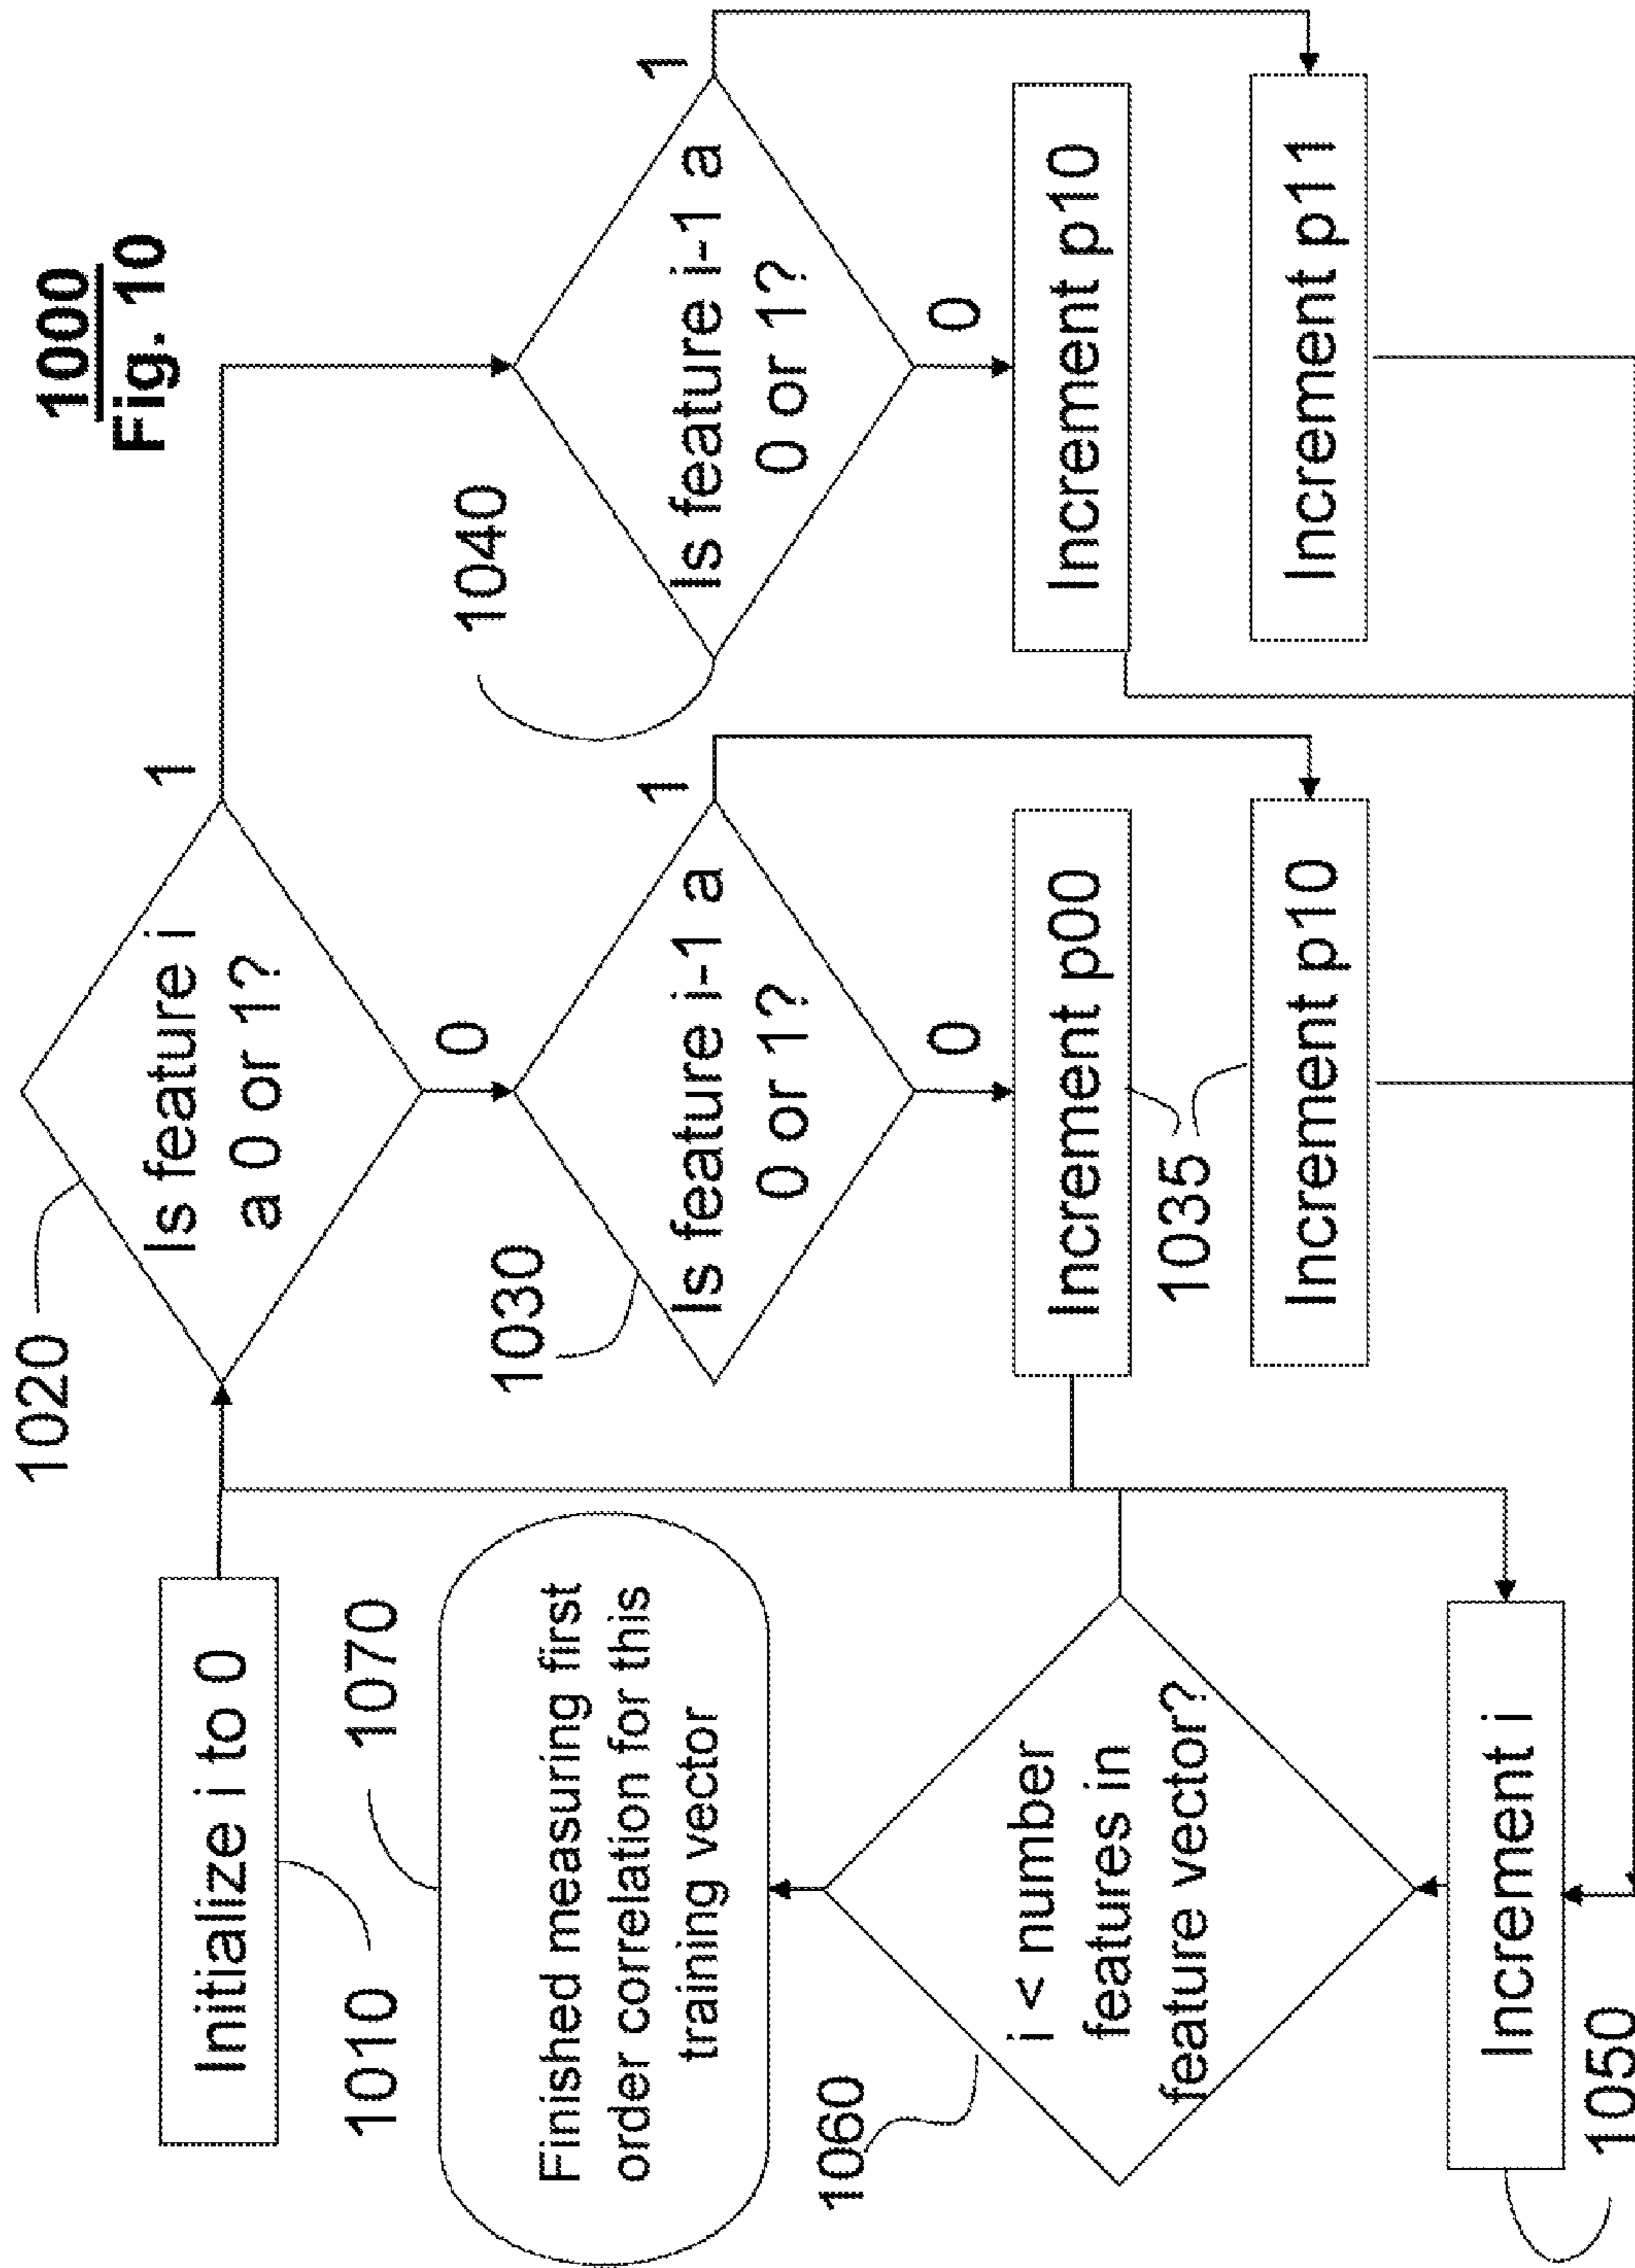 1000
Fig. 10
1020
Is feature i
a 0 or 1?
1
0
Initialize i to 0
1010
1070
Finished measuring first
order correlation for this
training vector
1030
Is feature i-1 a
0 or 1?
1
0
1040
Is feature i-1 a
0 or 1?
1
0
1060
i < number
features in
feature vector?
Increment p00
1035
Increment p10
Increment p10
Increment p11
Increment i
1050